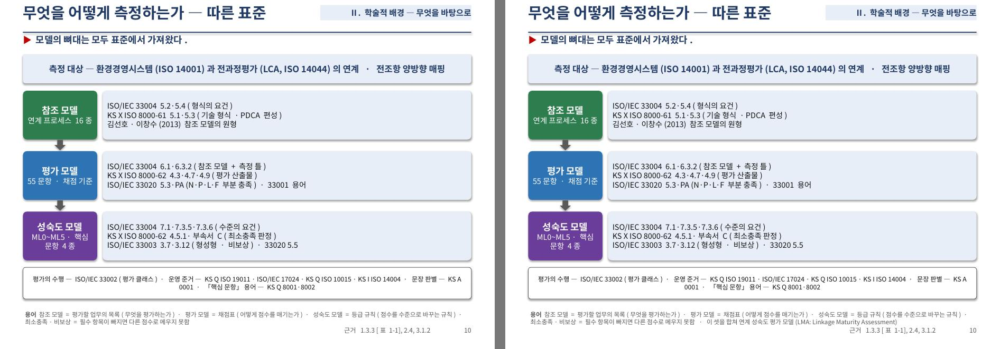 무엇을 어떻게 측정하는가 — 따른 표준
II. 학술적 배경 — 무엇을 바탕으로
▶ 모델의 뼈대는 모두 표준에서 가져왔다 .
측정 대상 — 환경경영시스템 (ISO 14001) 과 전과정평가 (LCA, ISO 14044) 의 연계 · 전조항 양방향 매핑
참조 모델
연계 프로세스 16 종
ISO/IEC 33004 5.2·5.4 ( 형식의 요건 )
KS X ISO 8000-61 5.1·5.3 ( 기술 형식 · PDCA 편성 )
김선호 · 이창수 (2013) 참조 모델의 원형
평가 모델
55 문항 · 채점 기준
ISO/IEC 33004 6.1·6.3.2 ( 참조 모델 + 측정 틀 )
KS X ISO 8000-62 4.3·4.7·4.9 ( 평가 산출물 )
ISO/IEC 33020 5.3·PA (N·P·L·F 부분 충족 ) · 33001 용어
성숙도 모델
ML0~ML5 · 핵심
문항 4 종
ISO/IEC 33004 7.1·7.3.5·7.3.6 ( 수준의 요건 )
KS X ISO 8000-62 4.5.1· 부속서 C ( 최소충족 판정 )
ISO/IEC 33003 3.7·3.12 ( 형성형 · 비보상 ) · 33020 5.5
평가의 수행 — ISO/IEC 33002 ( 평가 클래스 ) · 운영 준거 — KS Q ISO 19011 · ISO/IEC 17024 · KS Q ISO 10015 · KS I ISO 14004 · 문장 판별 — KS A
0001 · 「핵심 문항」 용어 — KS Q 8001·8002
용어 참조 모델 = 평가할 업무의 목록 ( 무엇을 평가하는가 ) · 평가 모델 = 채점표 ( 어떻게 점수를 매기는가 ) · 성숙도 모델 = 등급 규칙 ( 점수를 수준으로 바꾸는 규칙 ) ·
최소충족 · 비보상 = 필수 항목이 빠지면 다른 점수로 메우지 못함
근거 1.3.3 [ 표 1-1], 2.4, 3.1.2
10
무엇을 어떻게 측정하는가 — 따른 표준
II. 학술적 배경 — 무엇을 바탕으로
▶ 모델의 뼈대는 모두 표준에서 가져왔다 .
측정 대상 — 환경경영시스템 (ISO 14001) 과 전과정평가 (LCA, ISO 14044) 의 연계 · 전조항 양방향 매핑
참조 모델
연계 프로세스 16 종
ISO/IEC 33004 5.2·5.4 ( 형식의 요건 )
KS X ISO 8000-61 5.1·5.3 ( 기술 형식 · PDCA 편성 )
김선호 · 이창수 (2013) 참조 모델의 원형
평가 모델
55 문항 · 채점 기준
ISO/IEC 33004 6.1·6.3.2 ( 참조 모델 + 측정 틀 )
KS X ISO 8000-62 4.3·4.7·4.9 ( 평가 산출물 )
ISO/IEC 33020 5.3·PA (N·P·L·F 부분 충족 ) · 33001 용어
성숙도 모델
ML0~ML5 · 핵심
문항 4 종
ISO/IEC 33004 7.1·7.3.5·7.3.6 ( 수준의 요건 )
KS X ISO 8000-62 4.5.1· 부속서 C ( 최소충족 판정 )
ISO/IEC 33003 3.7·3.12 ( 형성형 · 비보상 ) · 33020 5.5
평가의 수행 — ISO/IEC 33002 ( 평가 클래스 ) · 운영 준거 — KS Q ISO 19011 · ISO/IEC 17024 · KS Q ISO 10015 · KS I ISO 14004 · 문장 판별 — KS A
0001 · 「핵심 문항」 용어 — KS Q 8001·8002
용어 참조 모델 = 평가할 업무의 목록 ( 무엇을 평가하는가 ) · 평가 모델 = 채점표 ( 어떻게 점수를 매기는가 ) · 성숙도 모델 = 등급 규칙 ( 점수를 수준으로 바꾸는 규칙 ) ·
최소충족 · 비보상 = 필수 항목이 빠지면 다른 점수로 메우지 못함 · 이 셋을 합쳐 연계 성숙도 평가 모델 (LMA: Linkage Maturity Assessment)
근거 1.3.3 [ 표 1-1], 2.4, 3.1.2
10